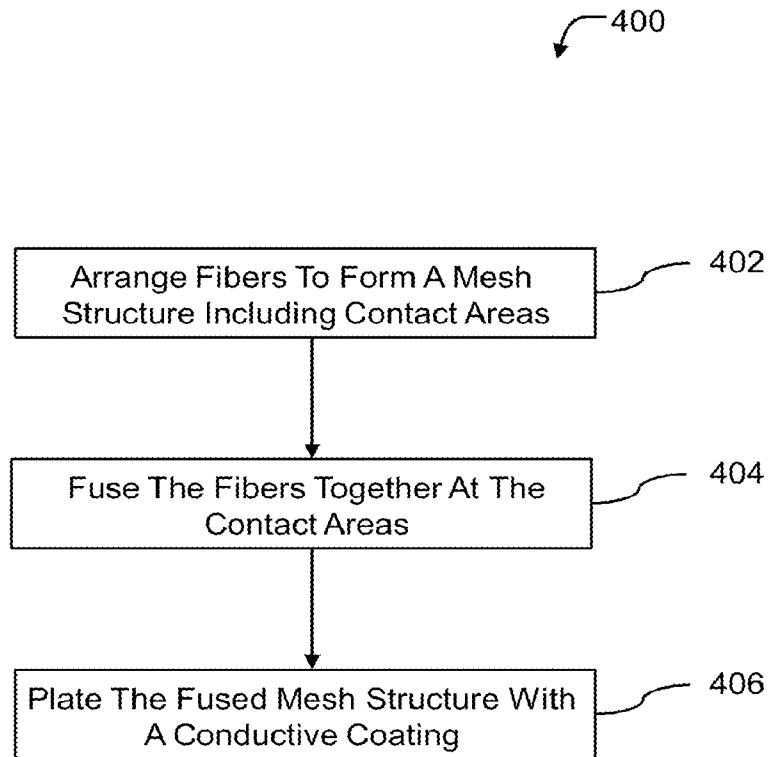 400
Arrange Fibers To Form A Mesh
Structure Including Contact Areas
402
Fuse The Fibers Together At The
Contact Areas
404
Plate The Fused Mesh Structure With
A Conductive Coating
406